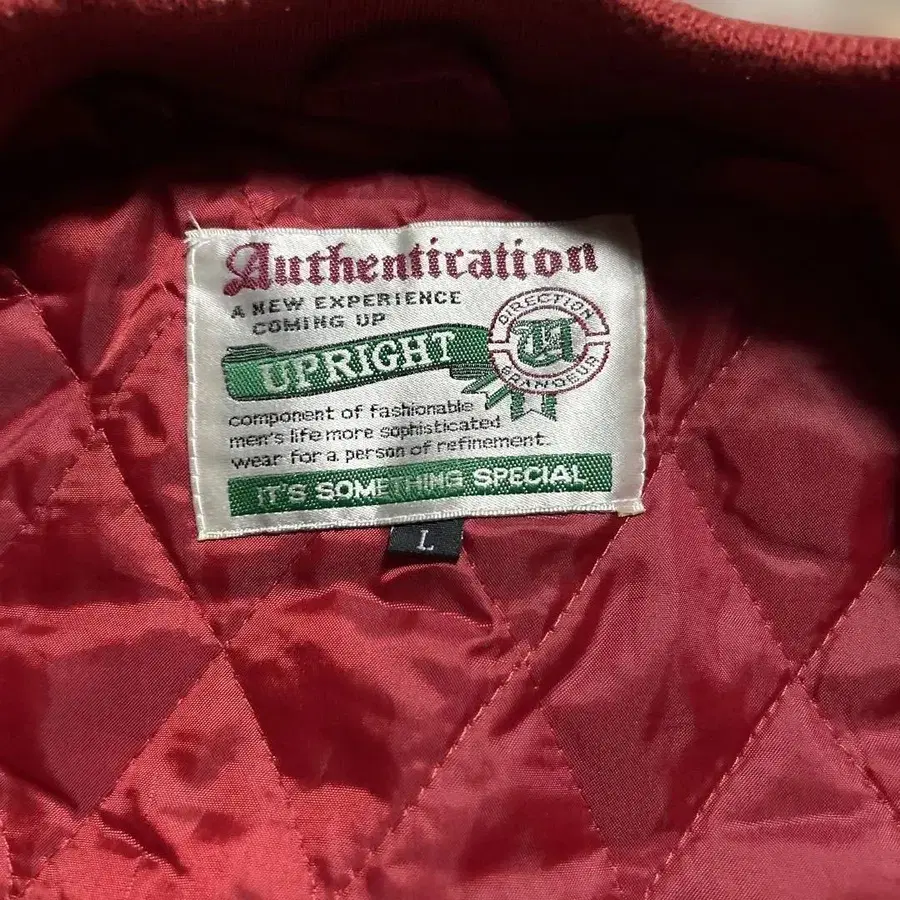 Authentication
A NEW EXPERIENCE
COMING UP
UPRIGHT
DIRECTION
U
BRANDEUS
component of fashionable
men's life more sophisticated
wear for a person of refinement.
IT'S SOMETHING SPECIAL
L